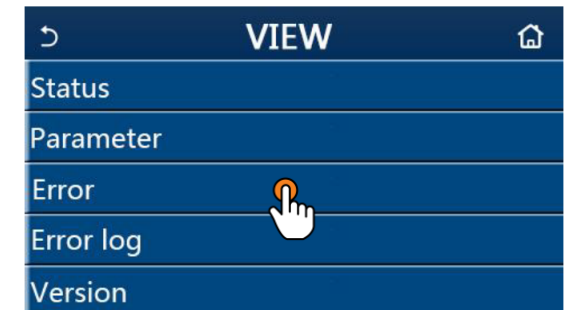 VIEW
Status
Parameter
Error
Error log
Version